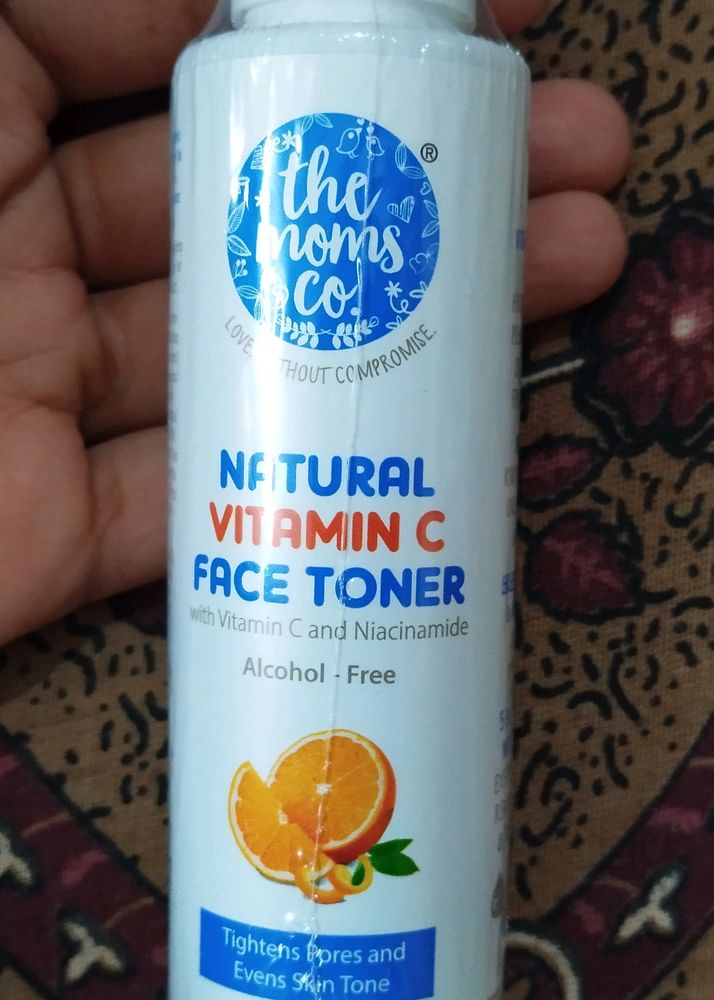 the
moms
co.
®
LOVE. WITHOUT COMPROMISE.
NATURAL
VITAMIN C
FACE TONER
with Vitamin C and Niacinamide
Alcohol - Free
Tightens Pores and
Evens Skin Tone